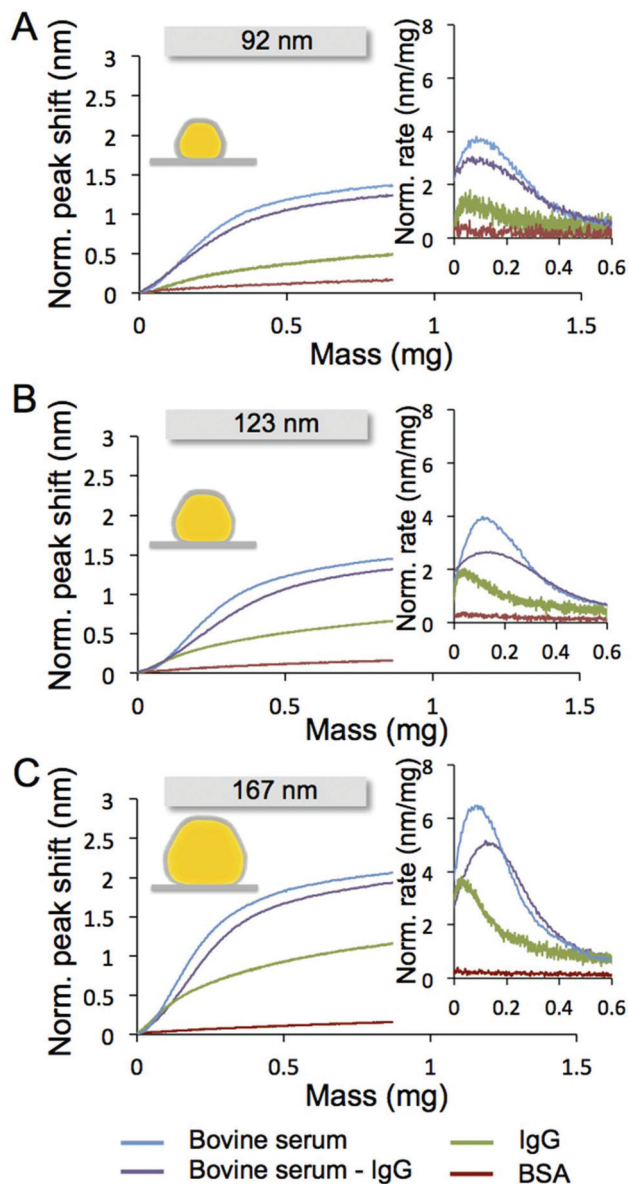 A
92 nm
Norm. peak shift (nm)
3
2.5
2
1.5
1
0.5
0
0 0.5 1 1.5
Mass (mg)
Norm. rate (nm/mg)
8
6
4
2
0
0 0.2 0.4 0.6
B
123 nm
Norm. peak shift (nm)
3
2.5
2
1.5
1
0.5
0
0 0.5 1 1.5
Mass (mg)
Norm. rate (nm/mg)
8
6
4
2
0
0 0.2 0.4 0.6
C
167 nm
Norm. peak shift (nm)
3
2.5
2
1.5
1
0.5
0
0 0.5 1 1.5
Mass (mg)
Norm. rate (nm/mg)
8
6
4
2
0
0 0.2 0.4 0.6
Bovine serum
IgG
Bovine serum - IgG
BSA